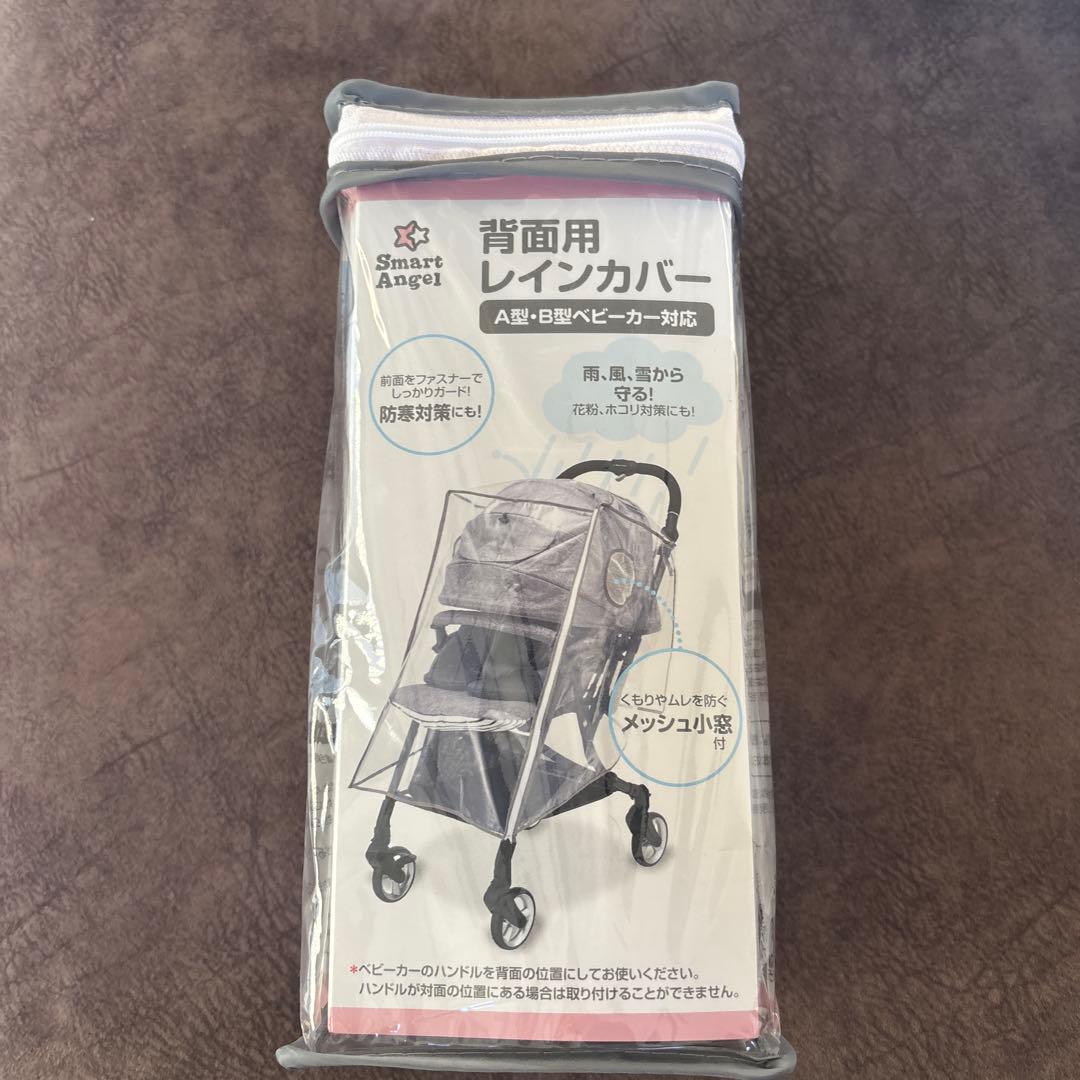 Smart
Angel
背面用
レインカバー
A型・B型ベビーカー対応
前面をファスナーで
しっかりガード!
防寒対策にも!
雨、風、雪から
守る!
花粉、ホコリ対策にも!
くもりやムレを防ぐ
メッシュ小窓
付
*ベビーカーのハンドルを背面の位置にしてお使いください。
ハンドルが対面の位置にある場合は取り付けることができません。